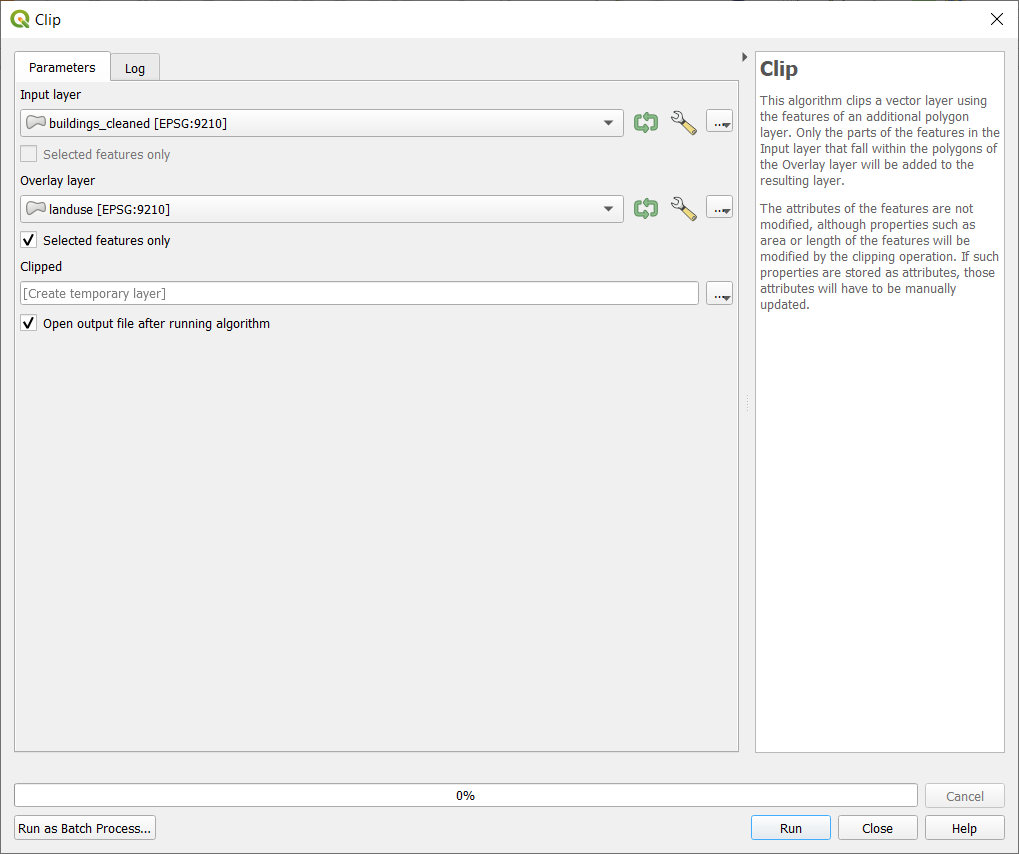 Clip
Parameters
Log
Input layer
buildings_cleaned [EPSG:9210]
...
Selected features only
Overlay layer
landuse [EPSG:9210]
...
Selected features only
Clipped
[Create temporary layer]
...
Open output file after running algorithm
Clip
This algorithm clips a vector layer using
the features of an additional polygon
layer. Only the parts of the features in the
Input layer that fall within the polygons of
the Overlay layer will be added to the
resulting layer.
The attributes of the features are not
modified, although properties such as
area or length of the features will be
modified by the clipping operation. If such
properties are stored as attributes, those
attributes will have to be manually
updated.
0%
Cancel
Run as Batch Process...
Run
Close
Help